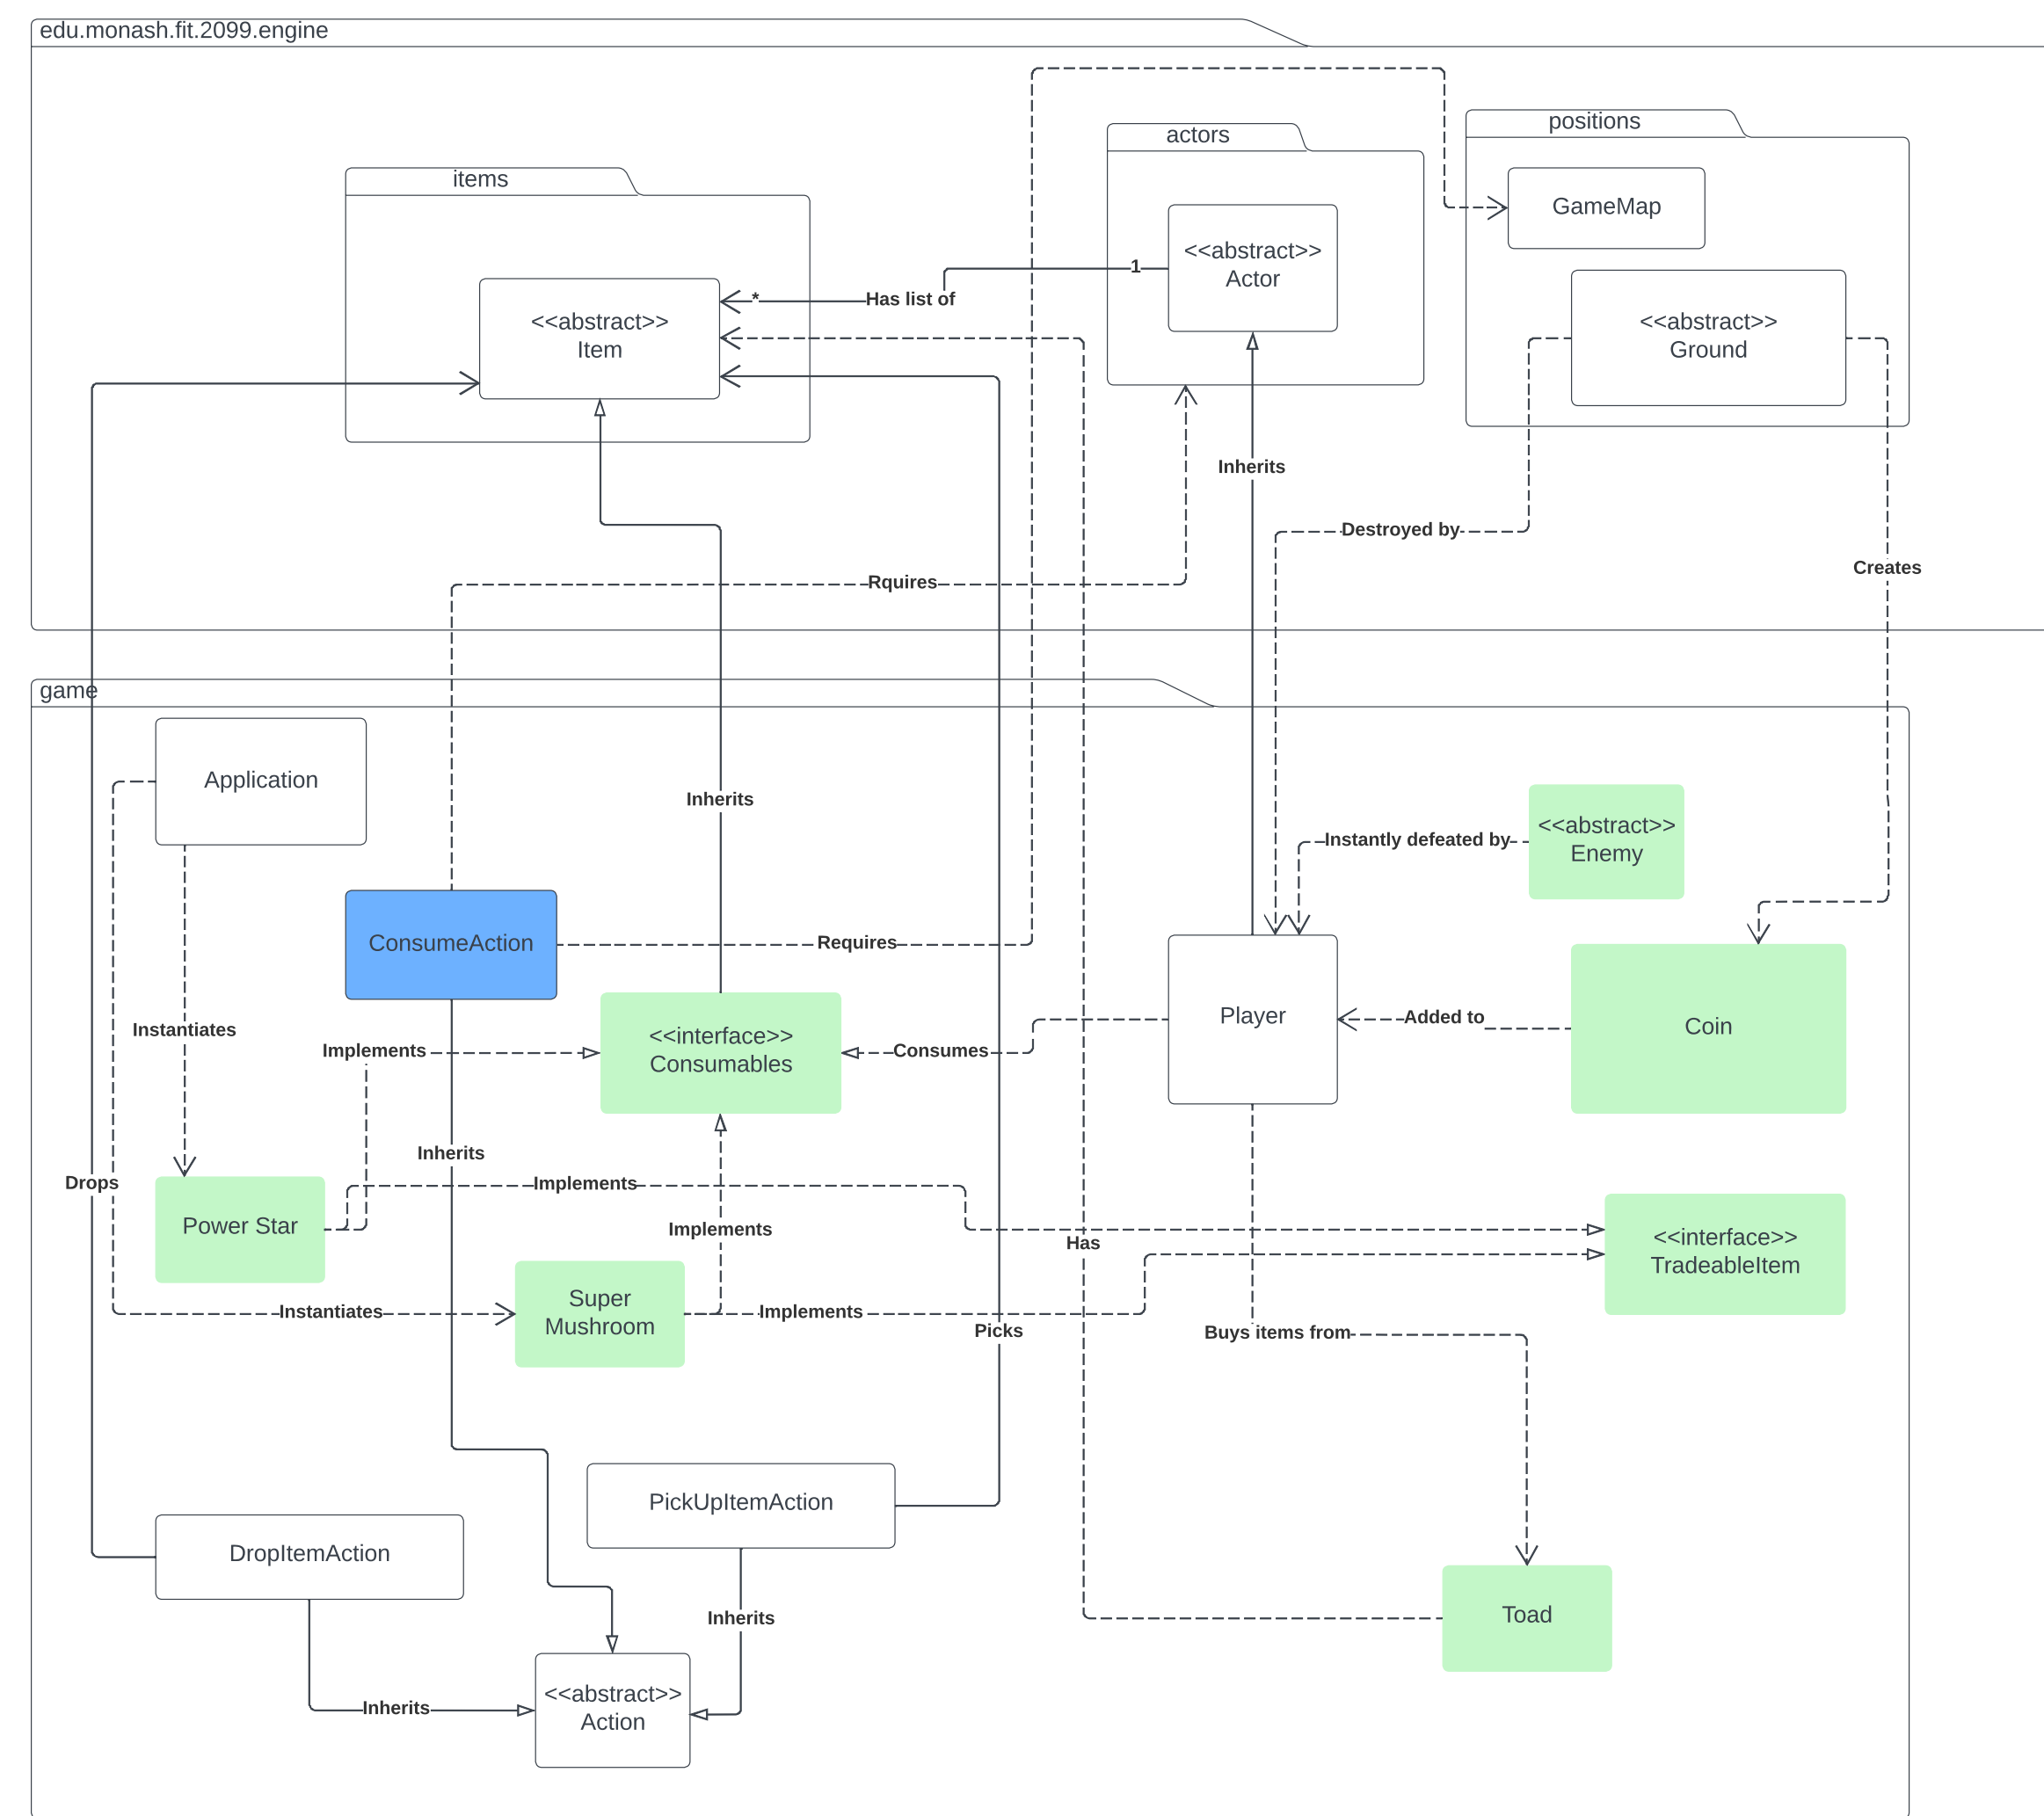 edu.monash.fit.2099.engine
positions
actors
items
GameMap
<<abstract>>
Actor
1
*
Has list of
<<abstract>>
Item
<<abstract>>
Ground
Inherits
Destroyed by
Creates
Rquires
game
Application
Inherits
<<abstract>>
Enemy
Instantly defeated by
ConsumeAction
Requires
Player
Coin
Added to
Instantiates
Implements
<<interface>>
Consumables
Consumes
Inherits
Drops
Implements
Power Star
Implements
Has
<<interface>>
TradeableItem
Instantiates
Super
Mushroom
Implements
Picks
Buys items from
PickUpItemAction
DropItemAction
Inherits
Toad
Inherits
<<abstract>>
Action